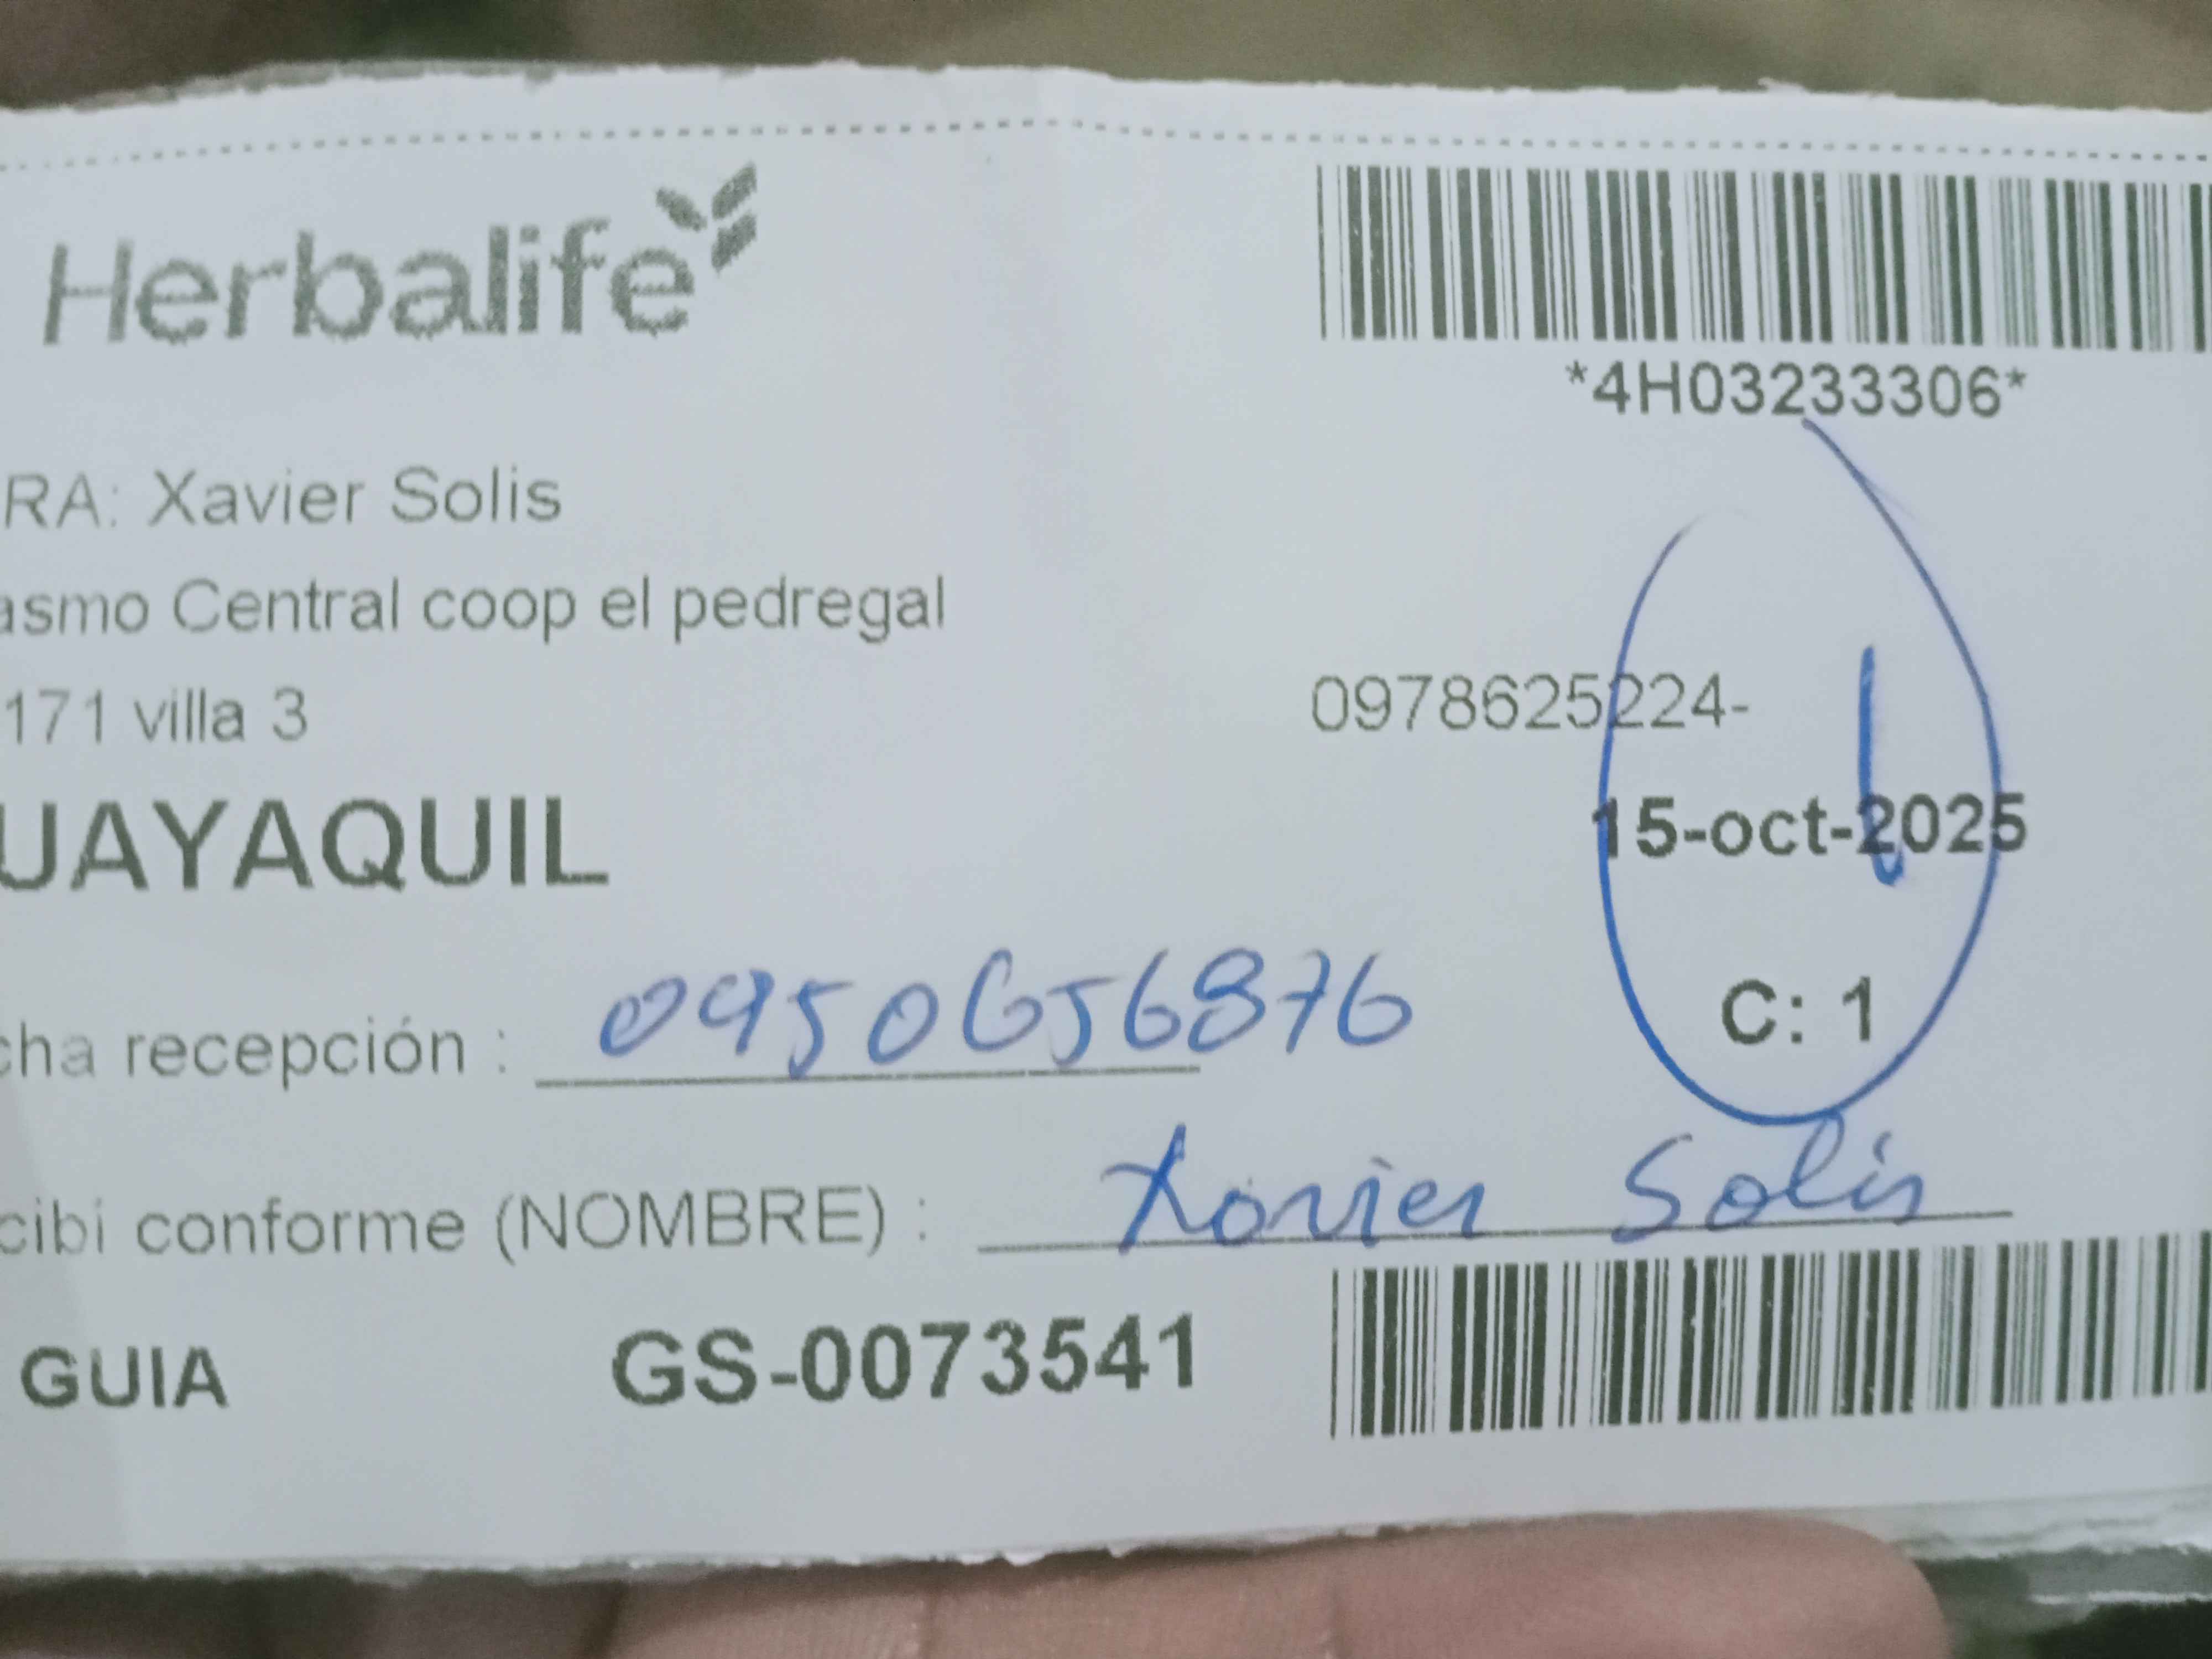 Herbalife
*4H03233306*
RA: Xavier Solis
asmo Central coop el pedregal
171 villa 3
0978625224-
UAYAQUIL
15-oct-2025
C: 1
cha recepción : 0950656876
cibi conforme (NOMBRE) : Xavier Solis
GUIA GS-0073541